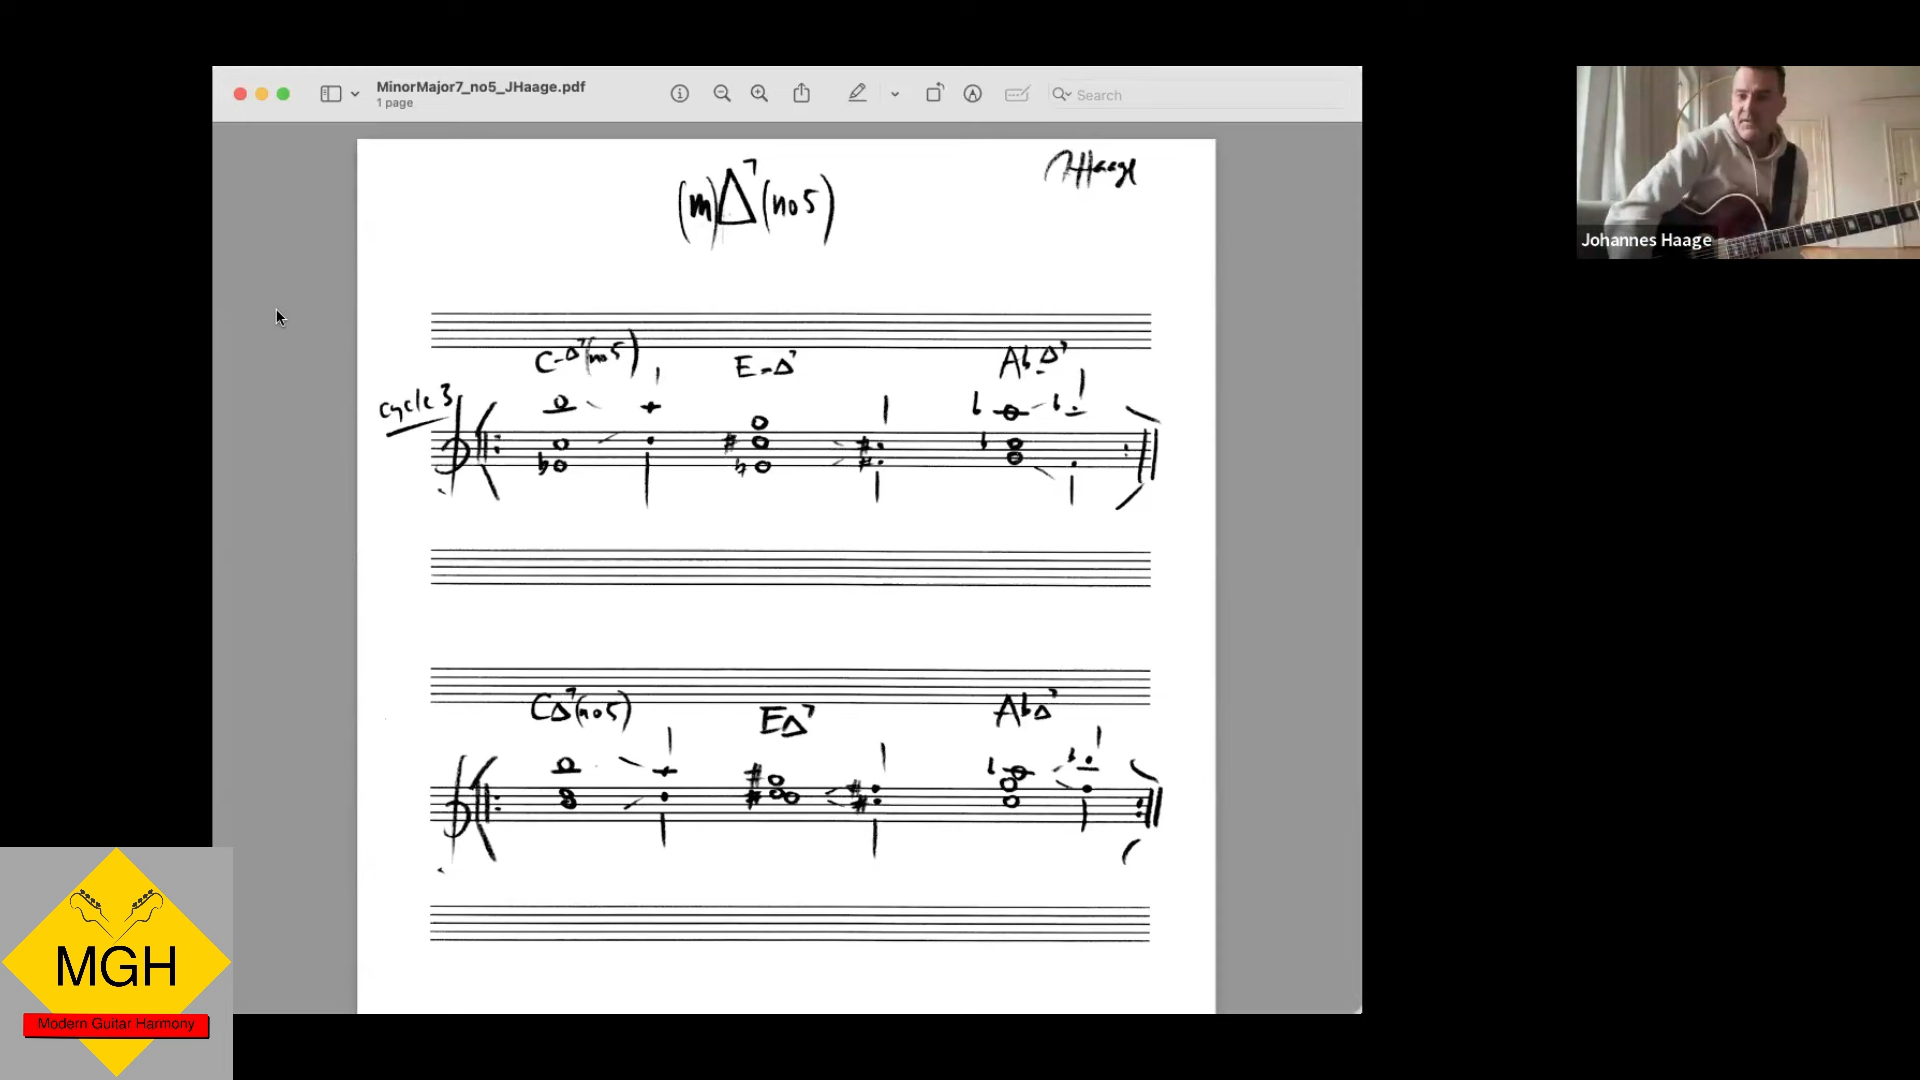 MinorMajor7_no5_JHaage.pdf
1 page
Search
(m)Δ7(no5)
JHaage
Johannes Haage
C-Δ7(no5) E-Δ7 Ab-Δ7
cycle 3
CΔ7(no5) EΔ7 AbΔ7
MGH
Modern Guitar Harmony